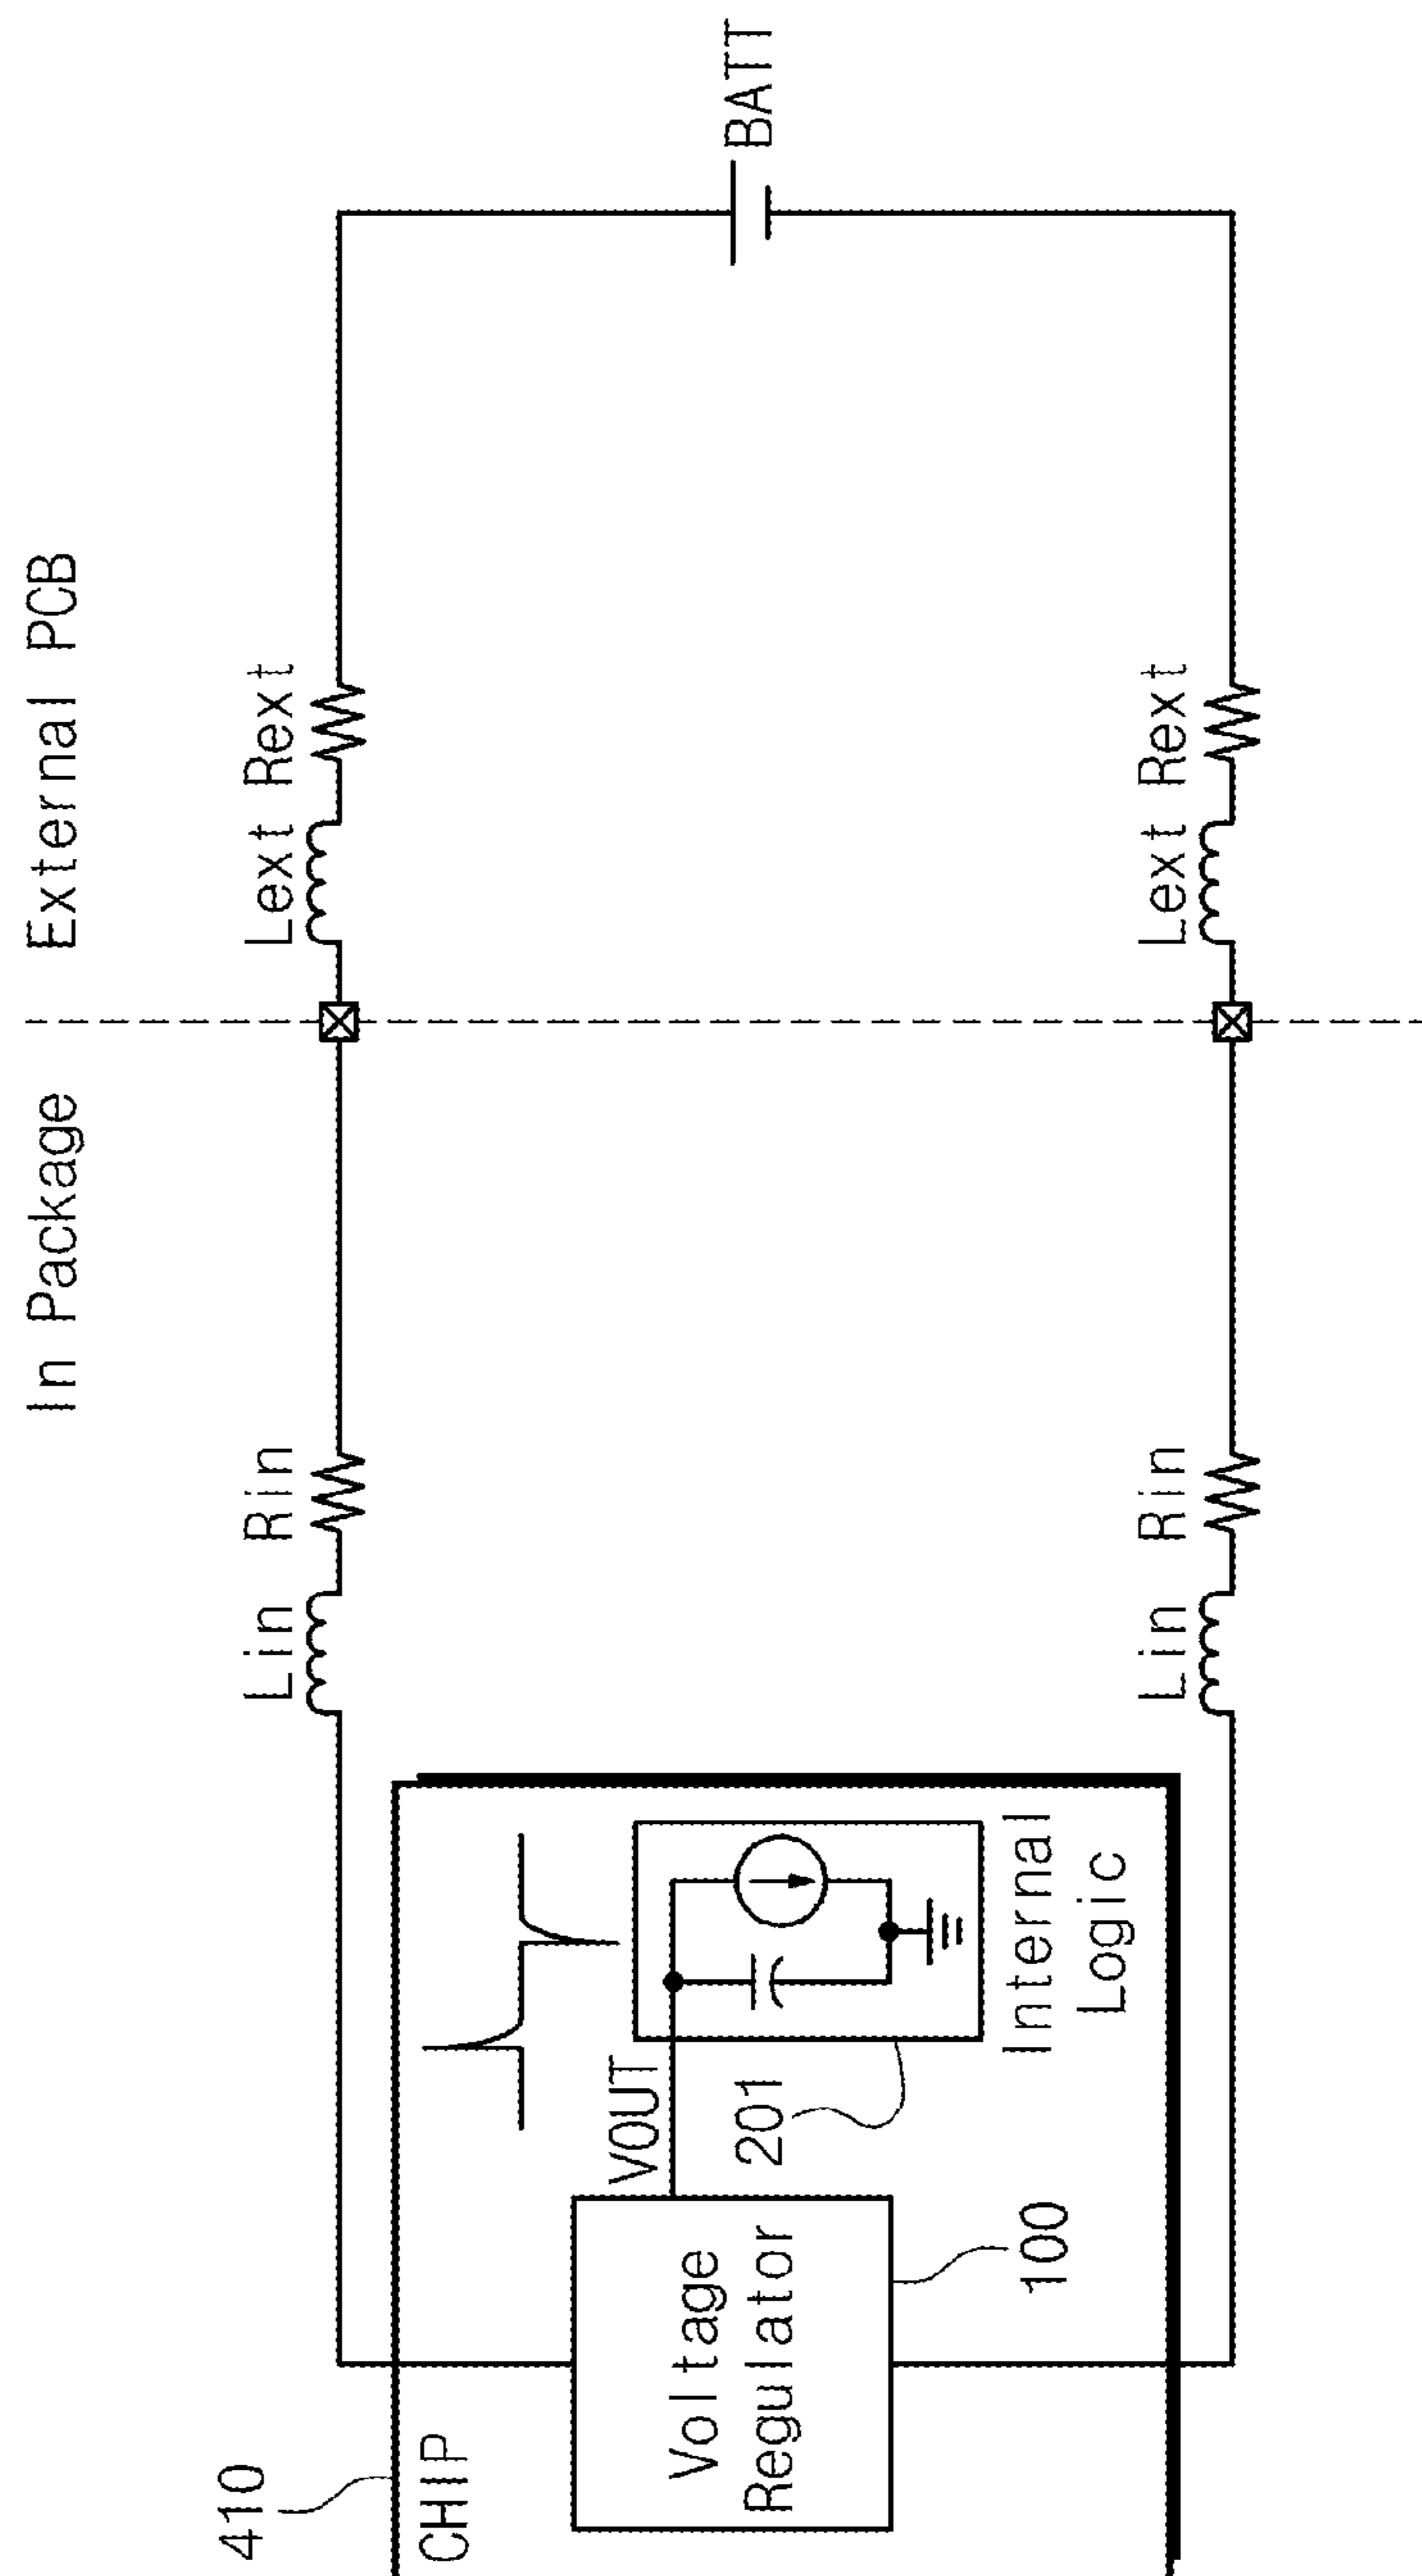 In Package
External PCB
410
CHIP
Lin Rin
Lext Rext
VOUT
BATT
Voltage
Regulator
201
100
Internal
Logic
Lin Rin
Lext Rext